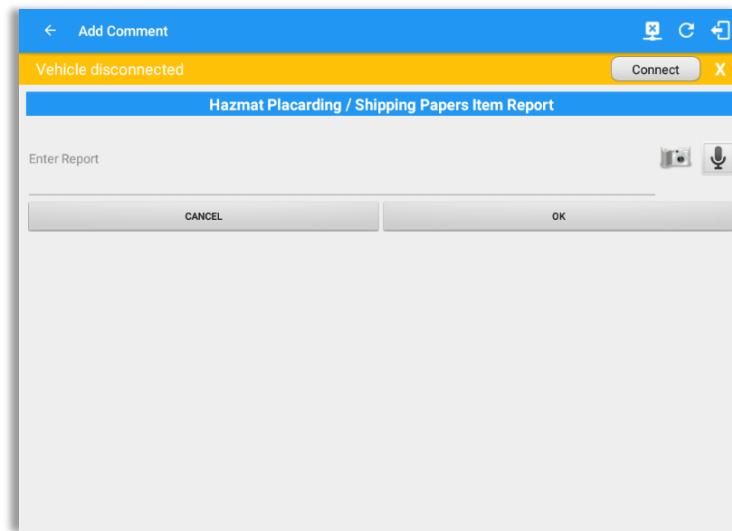 Add Comment
Vehicle disconnected Connect X
Hazmat Placarding / Shipping Papers Item Report
Enter Report
CANCEL OK